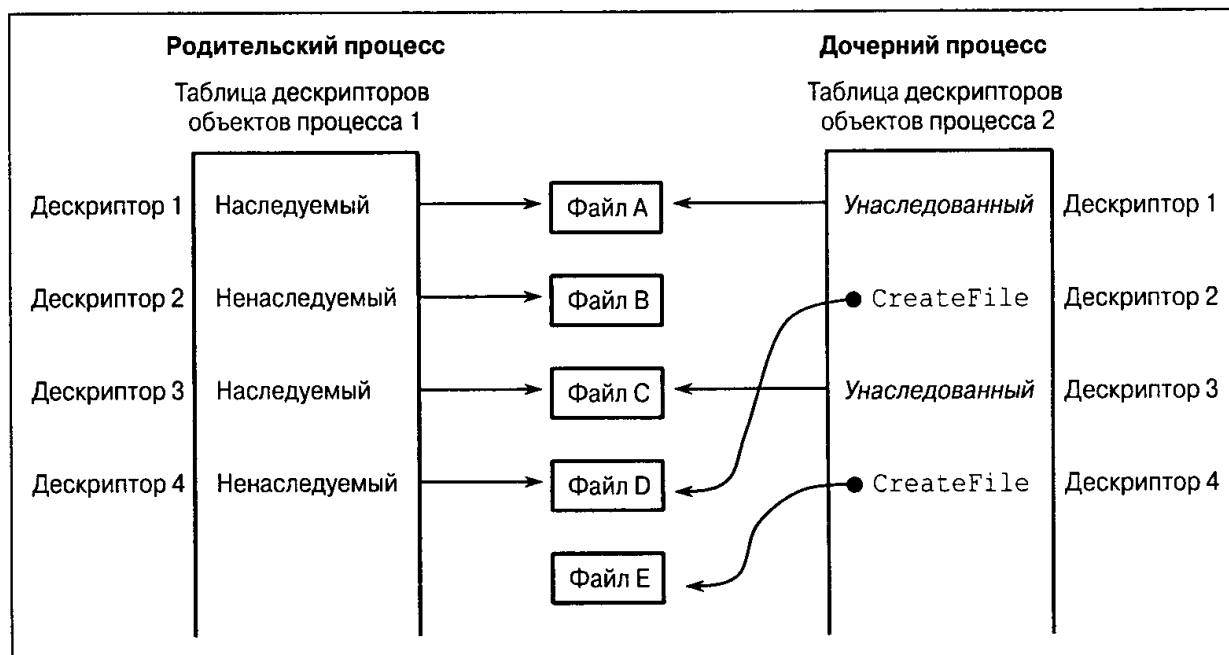 Родительский процесс
Дочерний процесс
Таблица дескрипторов
объектов процесса 1
Таблица дескрипторов
объектов процесса 2
Дескриптор 1
Наследуемый
Файл A
Унаследованный
Дескриптор 1
Дескриптор 2
Ненаследуемый
Файл B
CreateFile
Дескриптор 2
Дескриптор 3
Наследуемый
Файл C
Унаследованный
Дескриптор 3
Дескриптор 4
Ненаследуемый
Файл D
CreateFile
Дескриптор 4
Файл E